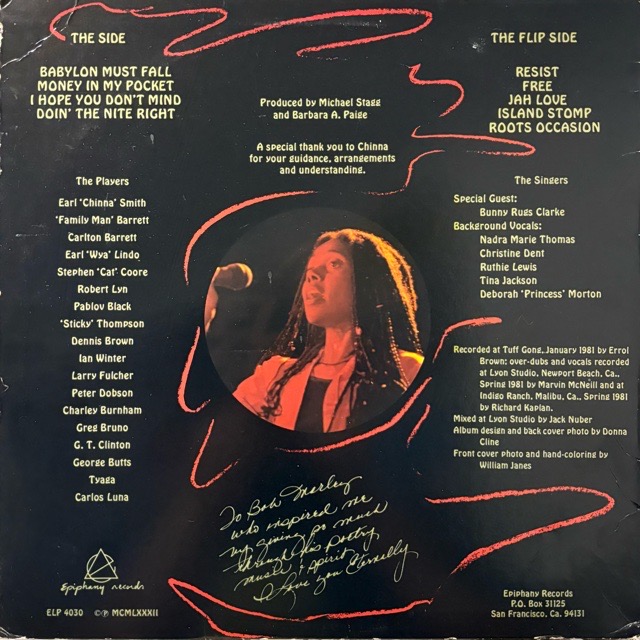 THE SIDE
BABYLON MUST FALL
MONEY IN MY POCKET
I HOPE YOU DON'T MIND
DOIN' THE NITE RIGHT
THE FLIP SIDE
RESIST
FREE
JAH LOVE
ISLAND STOMP
ROOTS OCCASION
Produced by Michael Stagg
and Barbara A. Paige
A special thank you to Chinna
for your guidance, arrangements
and understanding.
The Players
Earl "Chinna" Smith
"Family Man" Barrett
Carlton Barrett
Earl "Wya" Lindo
Stephen "Cat" Coore
Robert Lyn
Pablov Black
"Sticky" Thompson
Dennis Brown
Ian Winter
Larry Fulcher
Peter Dobson
Charley Burnham
Greg Bruno
G. T. Clinton
George Butts
Tyaga
Carlos Luna
The Singers
Special Guest:
Bunny Rugs Clarke
Background Vocals:
Nadra Marie Thomas
Christine Dent
Ruthie Lewis
Tina Jackson
Deborah "Princess" Morton
Recorded at Tuff Gong, January 1981 by Errol
Brown; over-dubs and vocals recorded
at Lyon Studio, Newport Beach, Ca.,
Spring 1981 by Marvin McNeill and at
Indigo Ranch, Malibu, Ca., Spring 1981
by Richard Kaplan.
Mixed at Lyon Studio by Jack Nuber
Album design and back cover photo by Donna
Cline
Front cover photo and hand-coloring by
William Janes
To Bob Marley
who inspired me
my giving so much
through his poetry
music & spirit
I love you Eternally
Epiphany records
ELP 4030 ©℗ MCMLXXXII
Epiphany Records
P.O. Box 31125
San Francisco, Ca. 94131